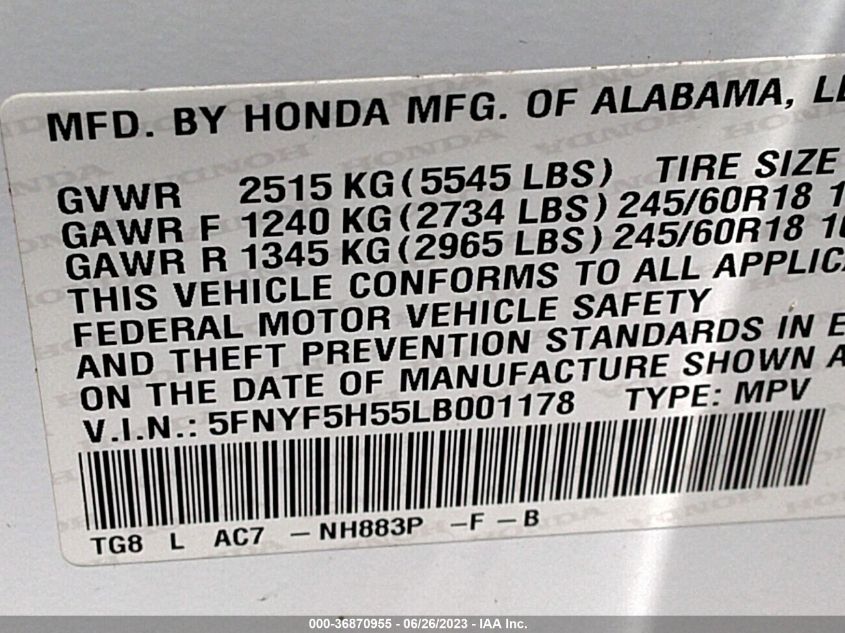 MFD. BY HONDA MFG. OF ALABAMA,
GVWR 2515 KG (5545 LBS) TIRE SIZE
GAWR F 1240 KG (2734 LBS) 245/60R18
GAWR R 1345 KG (2965 LBS) 245/60R18
THIS VEHICLE CONFORMS TO ALL
FEDERAL MOTOR VEHICLE SAFETY
AND THEFT PREVENTION STANDARDS IN
ON THE DATE OF MANUFACTURE SHOWN
V.I.N.: 5FNYF5H55LB001178 TYPE: MPV
TG8 L AC7 - NH883P - F - B
000-36870955 - 06/26/2023 - IAA Inc.